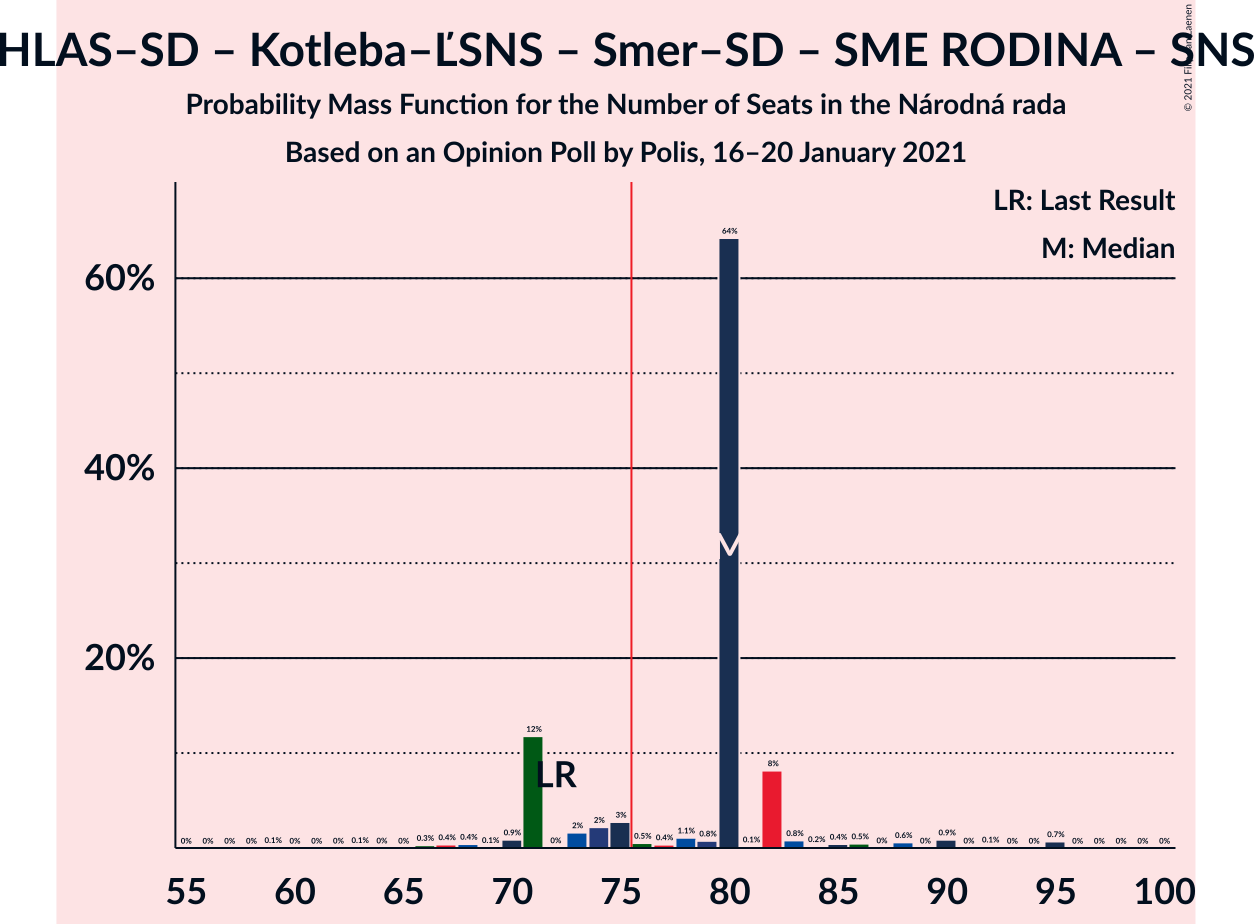 HLAS–SD – Kotleba–ĽSNS – Smer–SD – SME RODINA – SNS
Probability Mass Function for the Number of Seats in the Národná rada
Based on an Opinion Poll by Polis, 16–20 January 2021
LR: Last Result
M: Median
60%
40%
20%
64%
12%
LR
M
8%
0% 0% 0% 0% 0.1% 0% 0% 0% 0.1% 0% 0% 0.3% 0.4% 0.4% 0.1% 0.9% 0% 2% 2% 3% 0.5% 0.4% 1.1% 0.8% 0.1% 0.8% 0.2% 0.4% 0.5% 0% 0.6% 0% 0.9% 0% 0.1% 0% 0% 0.7% 0% 0% 0% 0% 0%
55 60 65 70 75 80 85 90 95 100